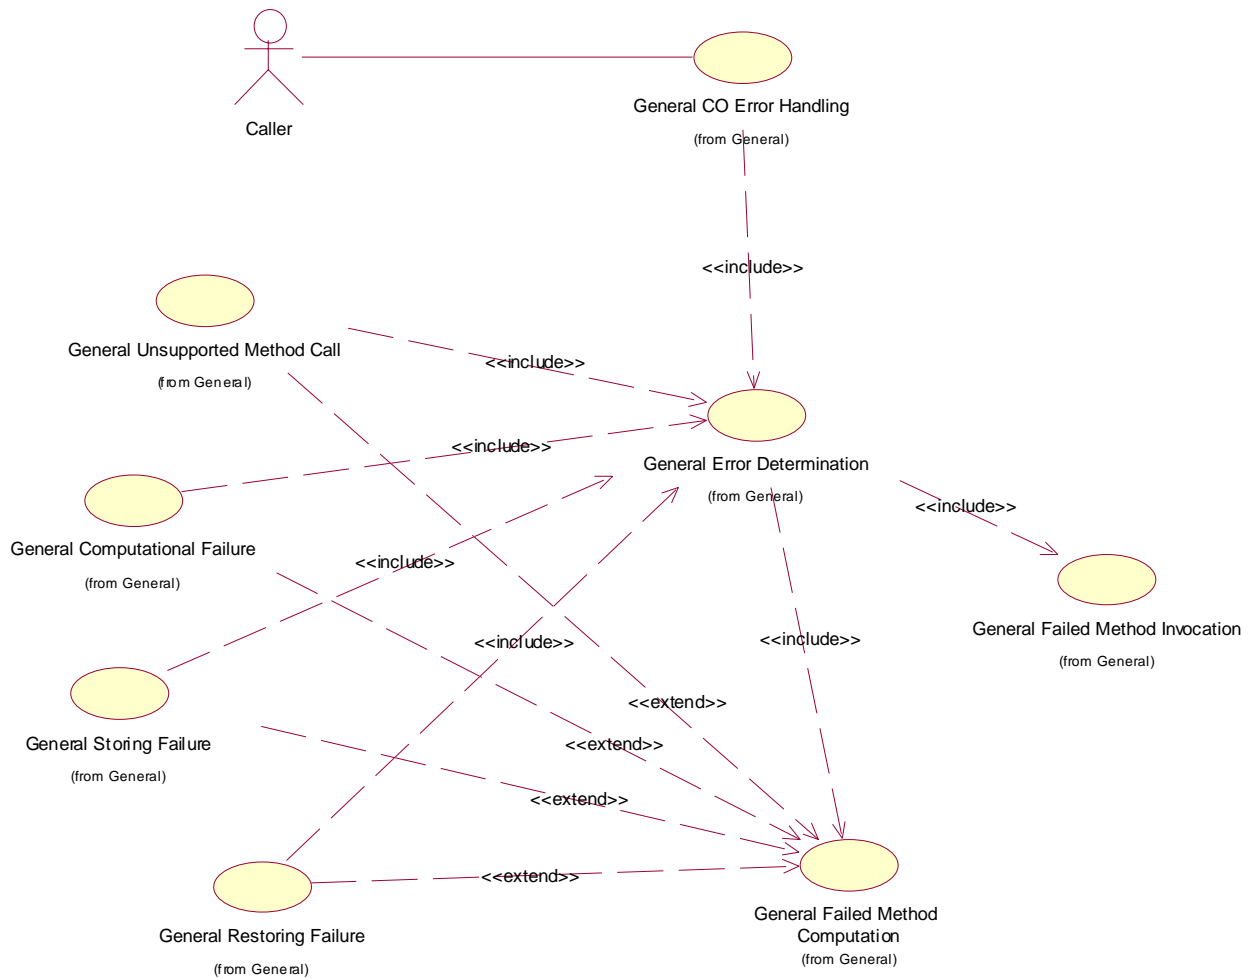 Caller
General CO Error Handling
(from General)
<<include>>
General Unsupported Method Call
(from General)
<<include>>
<<include>>
General Error Determination
(from General)
<<include>>
General Computational Failure
(from General)
<<include>>
General Failed Method Invocation
(from General)
<<include>>
<<include>>
General Storing Failure
(from General)
<<extend>>
<<extend>>
<<extend>>
<<extend>>
General Restoring Failure
(from General)
General Failed Method
Computation
(from General)